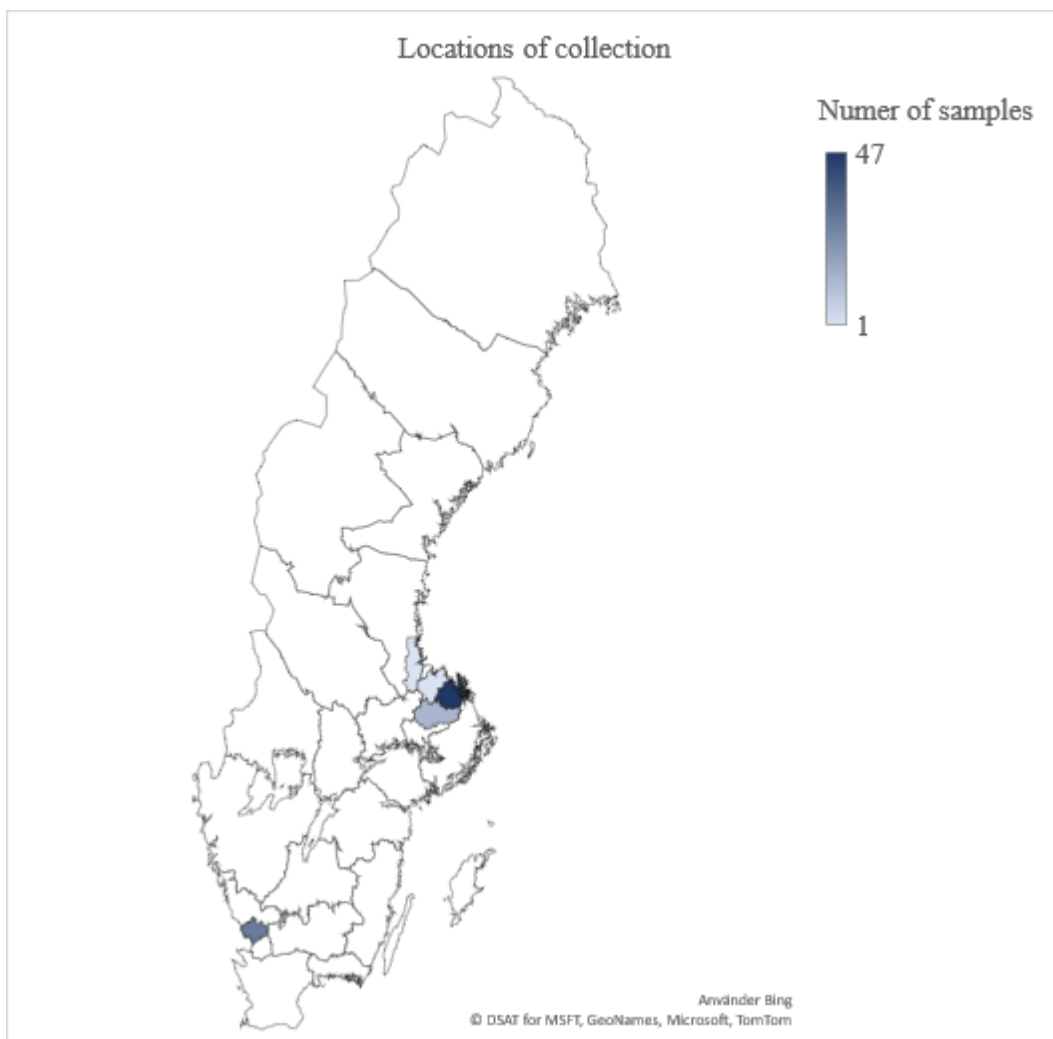 Locations of collection
Numer of samples
47
1
Använder Bing
© DSAT for MSFT, GeoNames, Microsoft, TomTom